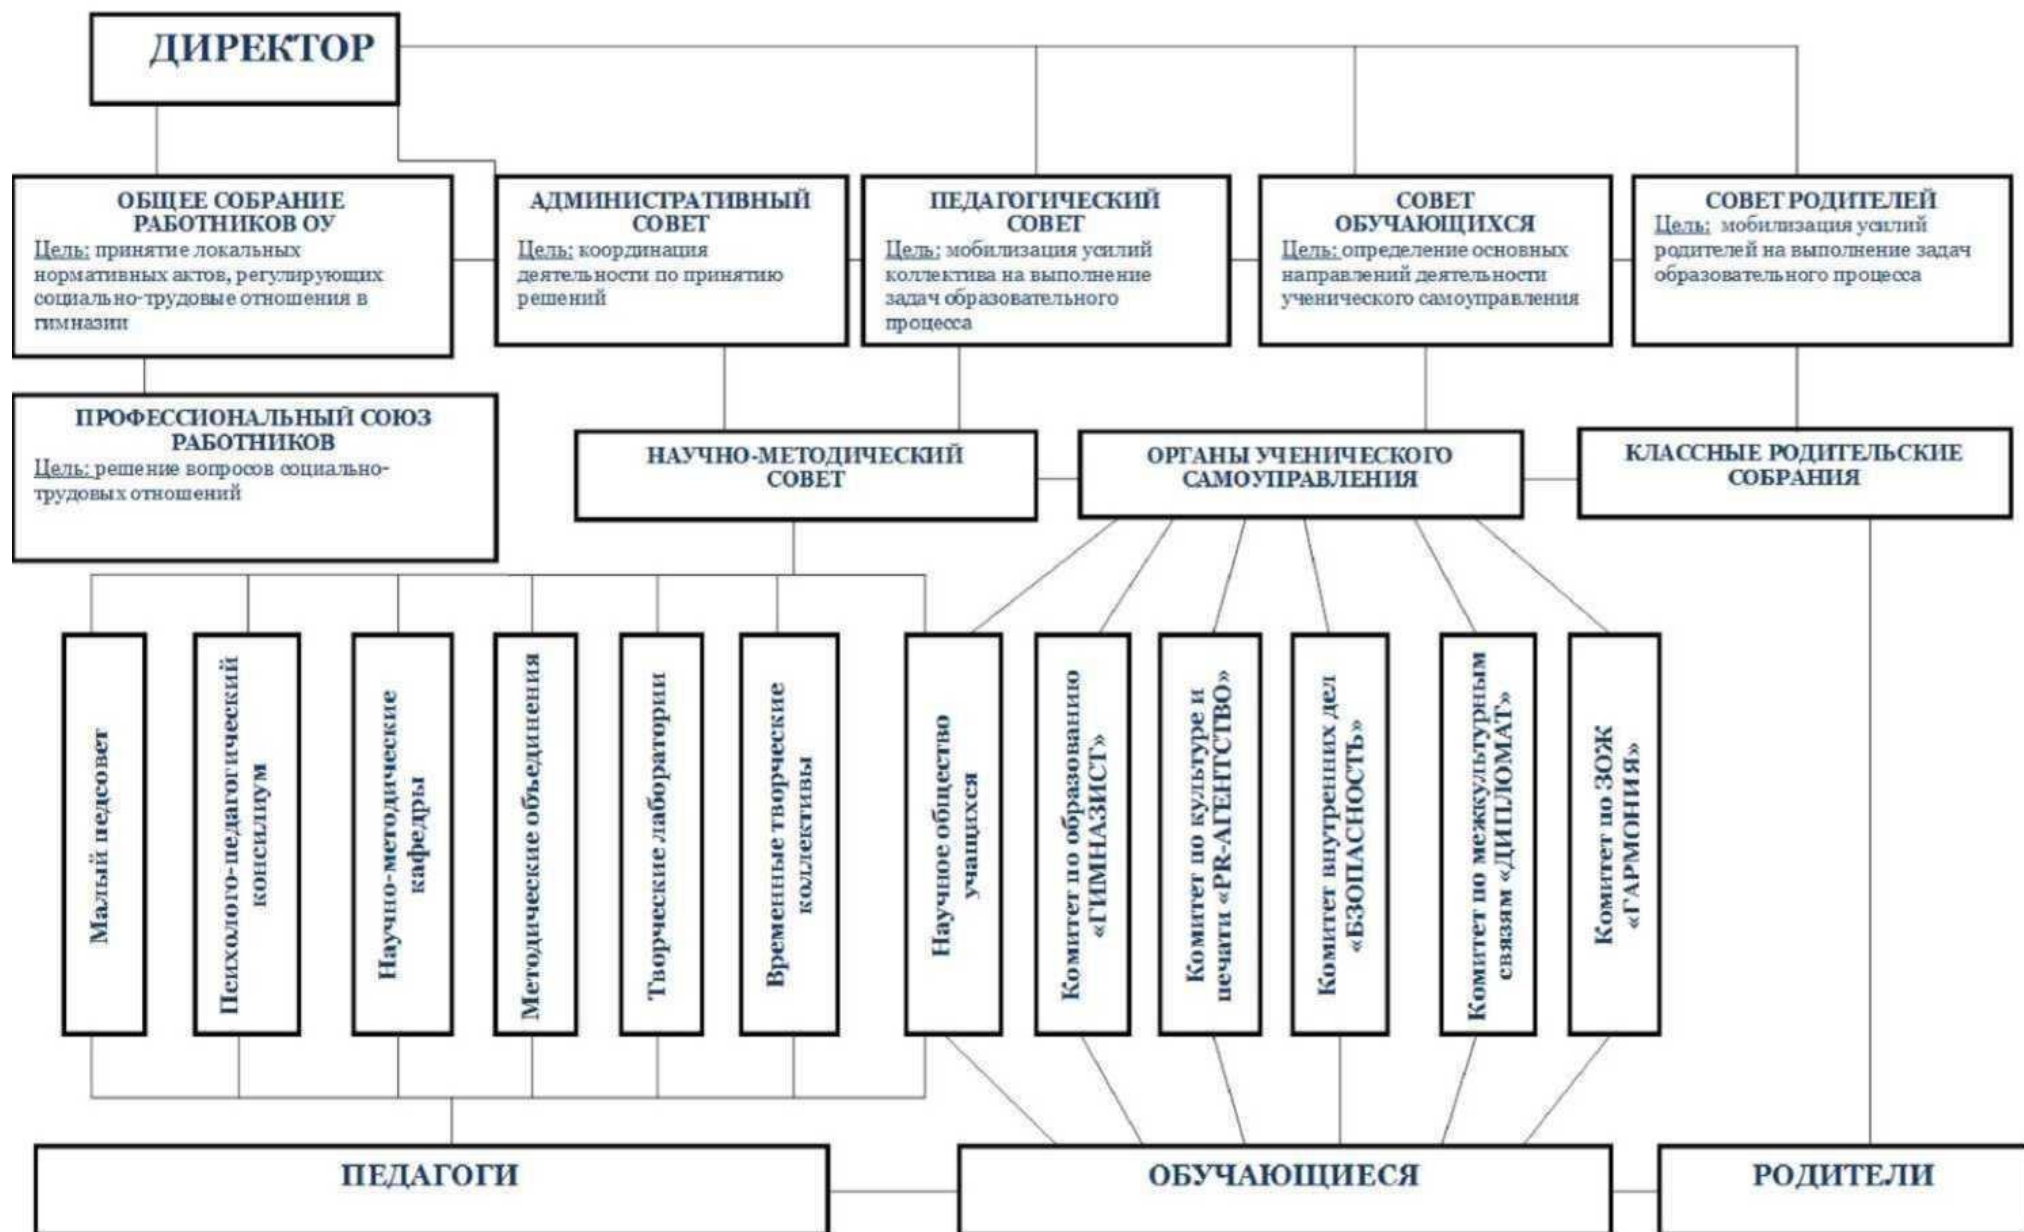 ДИРЕКТОР
ОБЩЕЕ СОБРАНИЕ
РАБОТНИКОВ ОУ
Цель: принятие локальных
нормативных актов, регулирующих
социально-трудовые отношения в
гимназии
АДМИНИСТРАТИВНЫЙ
СОВЕТ
Цель: координация
деятельности по принятию
решений
ПЕДАГОГИЧЕСКИЙ
СОВЕТ
Цель: мобилизация усилий
коллектива на выполнение
задач образовательного
процесса
СОВЕТ
ОБУЧАЮЩИХСЯ
Цель: определение основных
направлений деятельности
ученического самоуправления
СОВЕТ РОДИТЕЛЕЙ
Цель: мобилизация усилий
родителей на выполнение задач
образовательного процесса
ПРОФЕССИОНАЛЬНЫЙ СОЮЗ
РАБОТНИКОВ
Цель: решение вопросов социально-
трудовых отношений
НАУЧНО-МЕТОДИЧЕСКИЙ
СОВЕТ
ОРГАНЫ УЧЕНИЧЕСКОГО
САМОУПРАВЛЕНИЯ
КЛАССНЫЕ РОДИТЕЛЬСКИЕ
СОБРАНИЯ
Малый педсовет
Психолого-педагогический
консилиум
Научно-методические
кафедры
Методические объединения
Творческие лаборатории
Временные творческие
коллективы
Научное общество
учащихся
Комитет по образованию
«ГИМНАЗИСТ»
Комитет по культуре и
печати «PR-АГЕНТСТВО»
Комитет внутренних дел
«БЗОПАСНОСТЬ»
Комитет по межкультурным
связям «ДИПЛОМАТ»
Комитет по ЗОЖ
«ГАРМОНИЯ»
ПЕДАГОГИ
ОБУЧАЮЩИЕСЯ
РОДИТЕЛИ